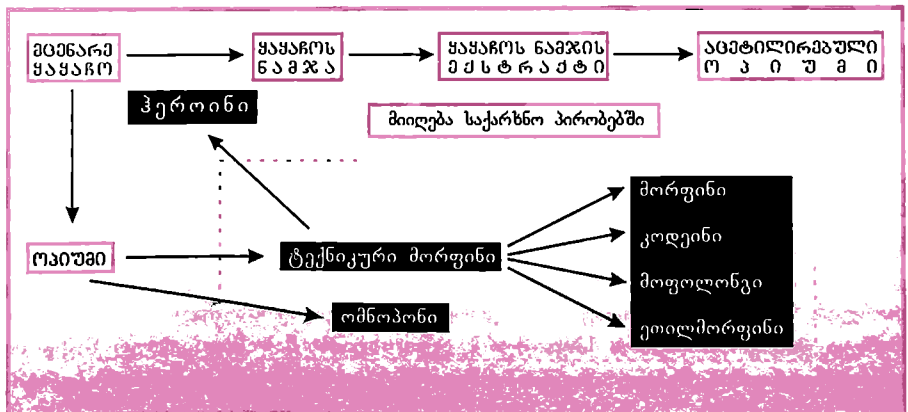 მცენარე
ყაყაჩო
ყაყაჩოს
ნამჯა
ყაყაჩოს ნამჯის
ექსტრაქტი
აცეტილირებული
ოპიუმი
ჰეროინი
მიიღება საქარხნო პირობებში
ოპიუმი
ტექნიკური მორფინი
ომნოპონი
მორფინი
კოდეინი
მოფოლონგი
ეთილმორფინი